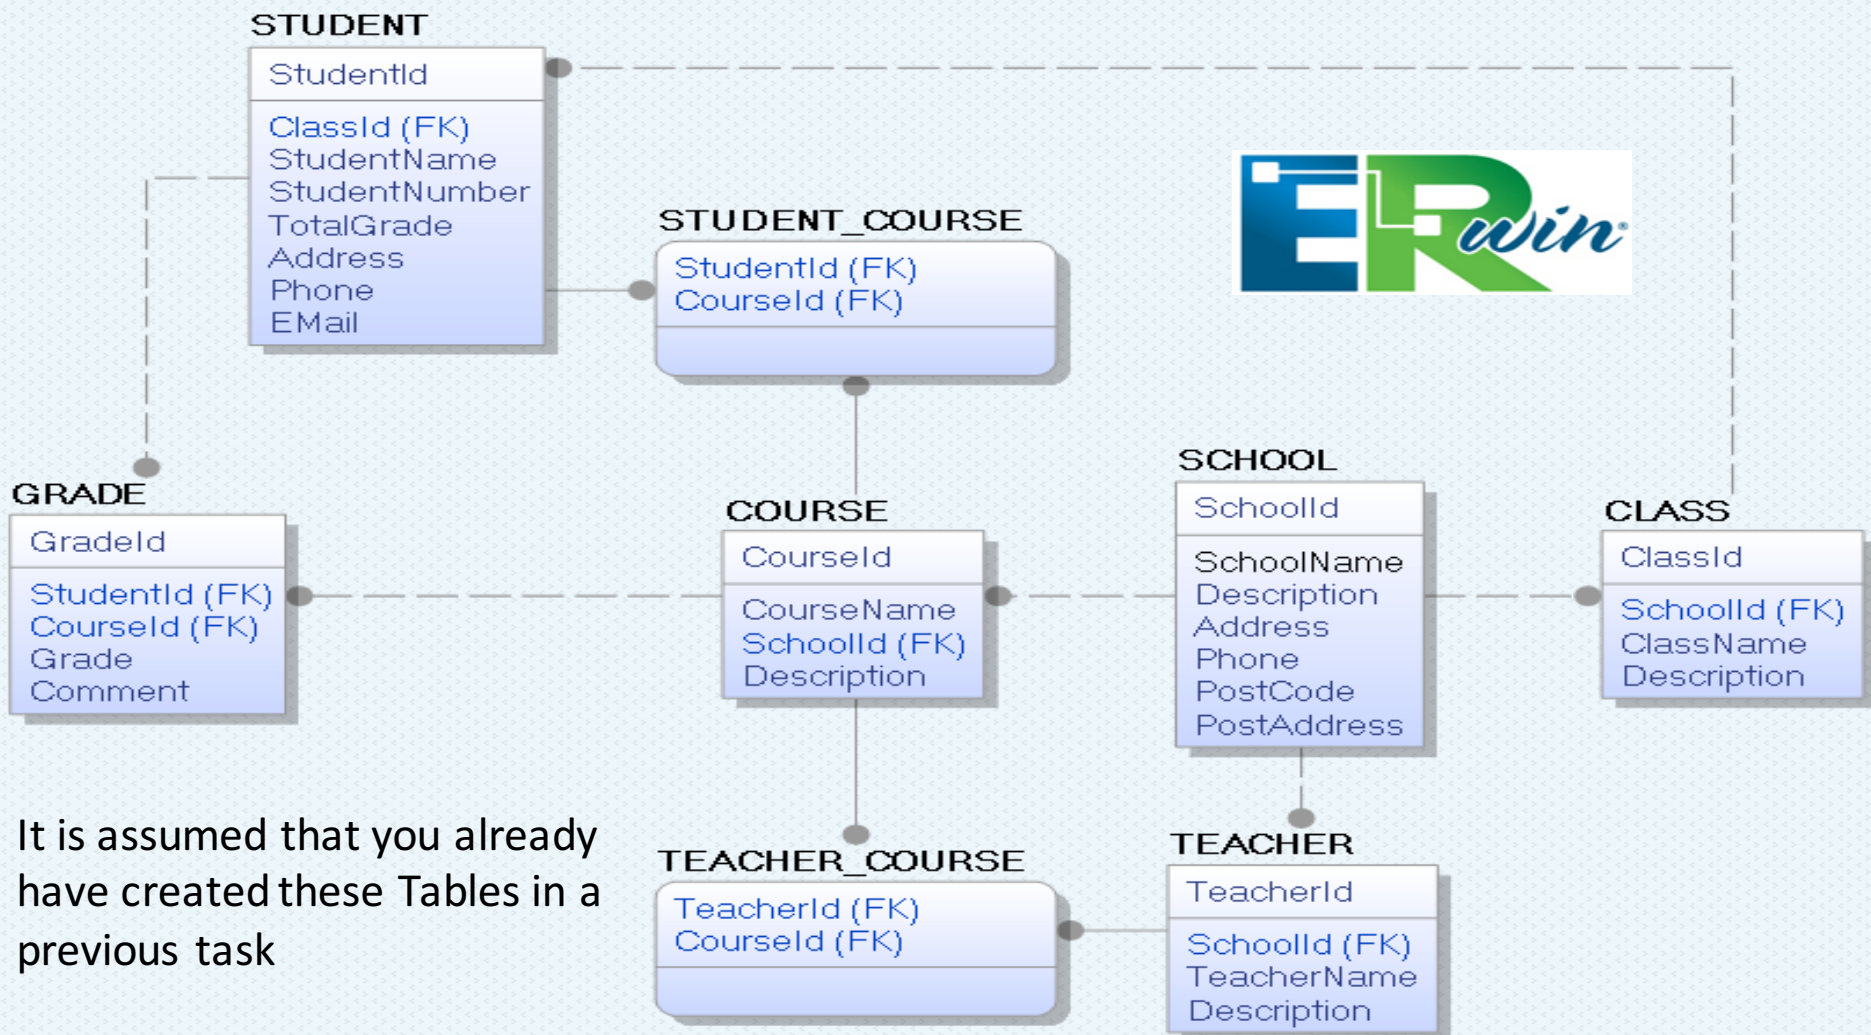 STUDENT
StudentId
ClassId (FK)
StudentName
StudentNumber
TotalGrade
Address
Phone
EMail
STUDENT_COURSE
StudentId (FK)
CourseId (FK)
ERwin
GRADE
GradeId
StudentId (FK)
CourseId (FK)
Grade
Comment
COURSE
CourseId
CourseName
SchoolId (FK)
Description
SCHOOL
SchoolId
SchoolName
Description
Address
Phone
PostCode
PostAddress
CLASS
ClassId
SchoolId (FK)
ClassName
Description
It is assumed that you already
have created these Tables in a
previous task
TEACHER_COURSE
TeacherId (FK)
CourseId (FK)
TEACHER
TeacherId
SchoolId (FK)
TeacherName
Description